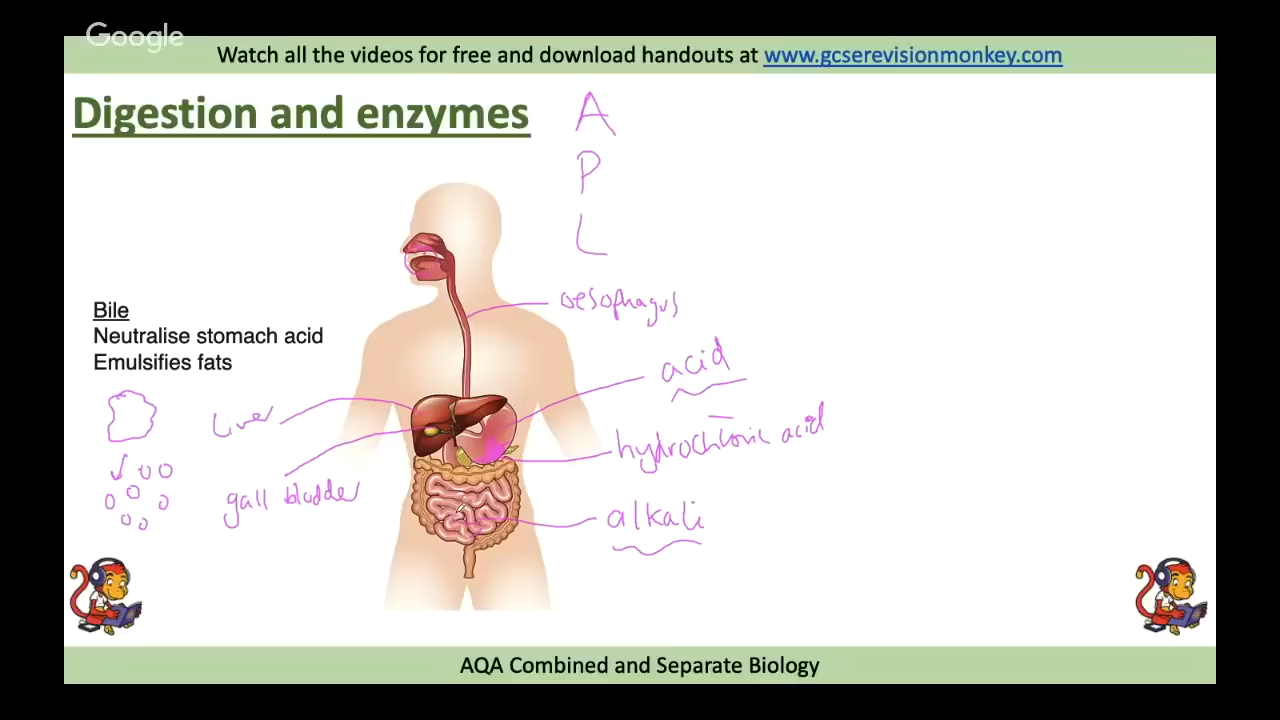 Google
Watch all the videos for free and download handouts at www.gcserevisionmonkey.com
Digestion and enzymes
A
P
L
oesophagus
Bile
Neutralise stomach acid
Emulsifies fats
acid
Liver
hydrochloric acid
gall bladder
alkali
AQA Combined and Separate Biology